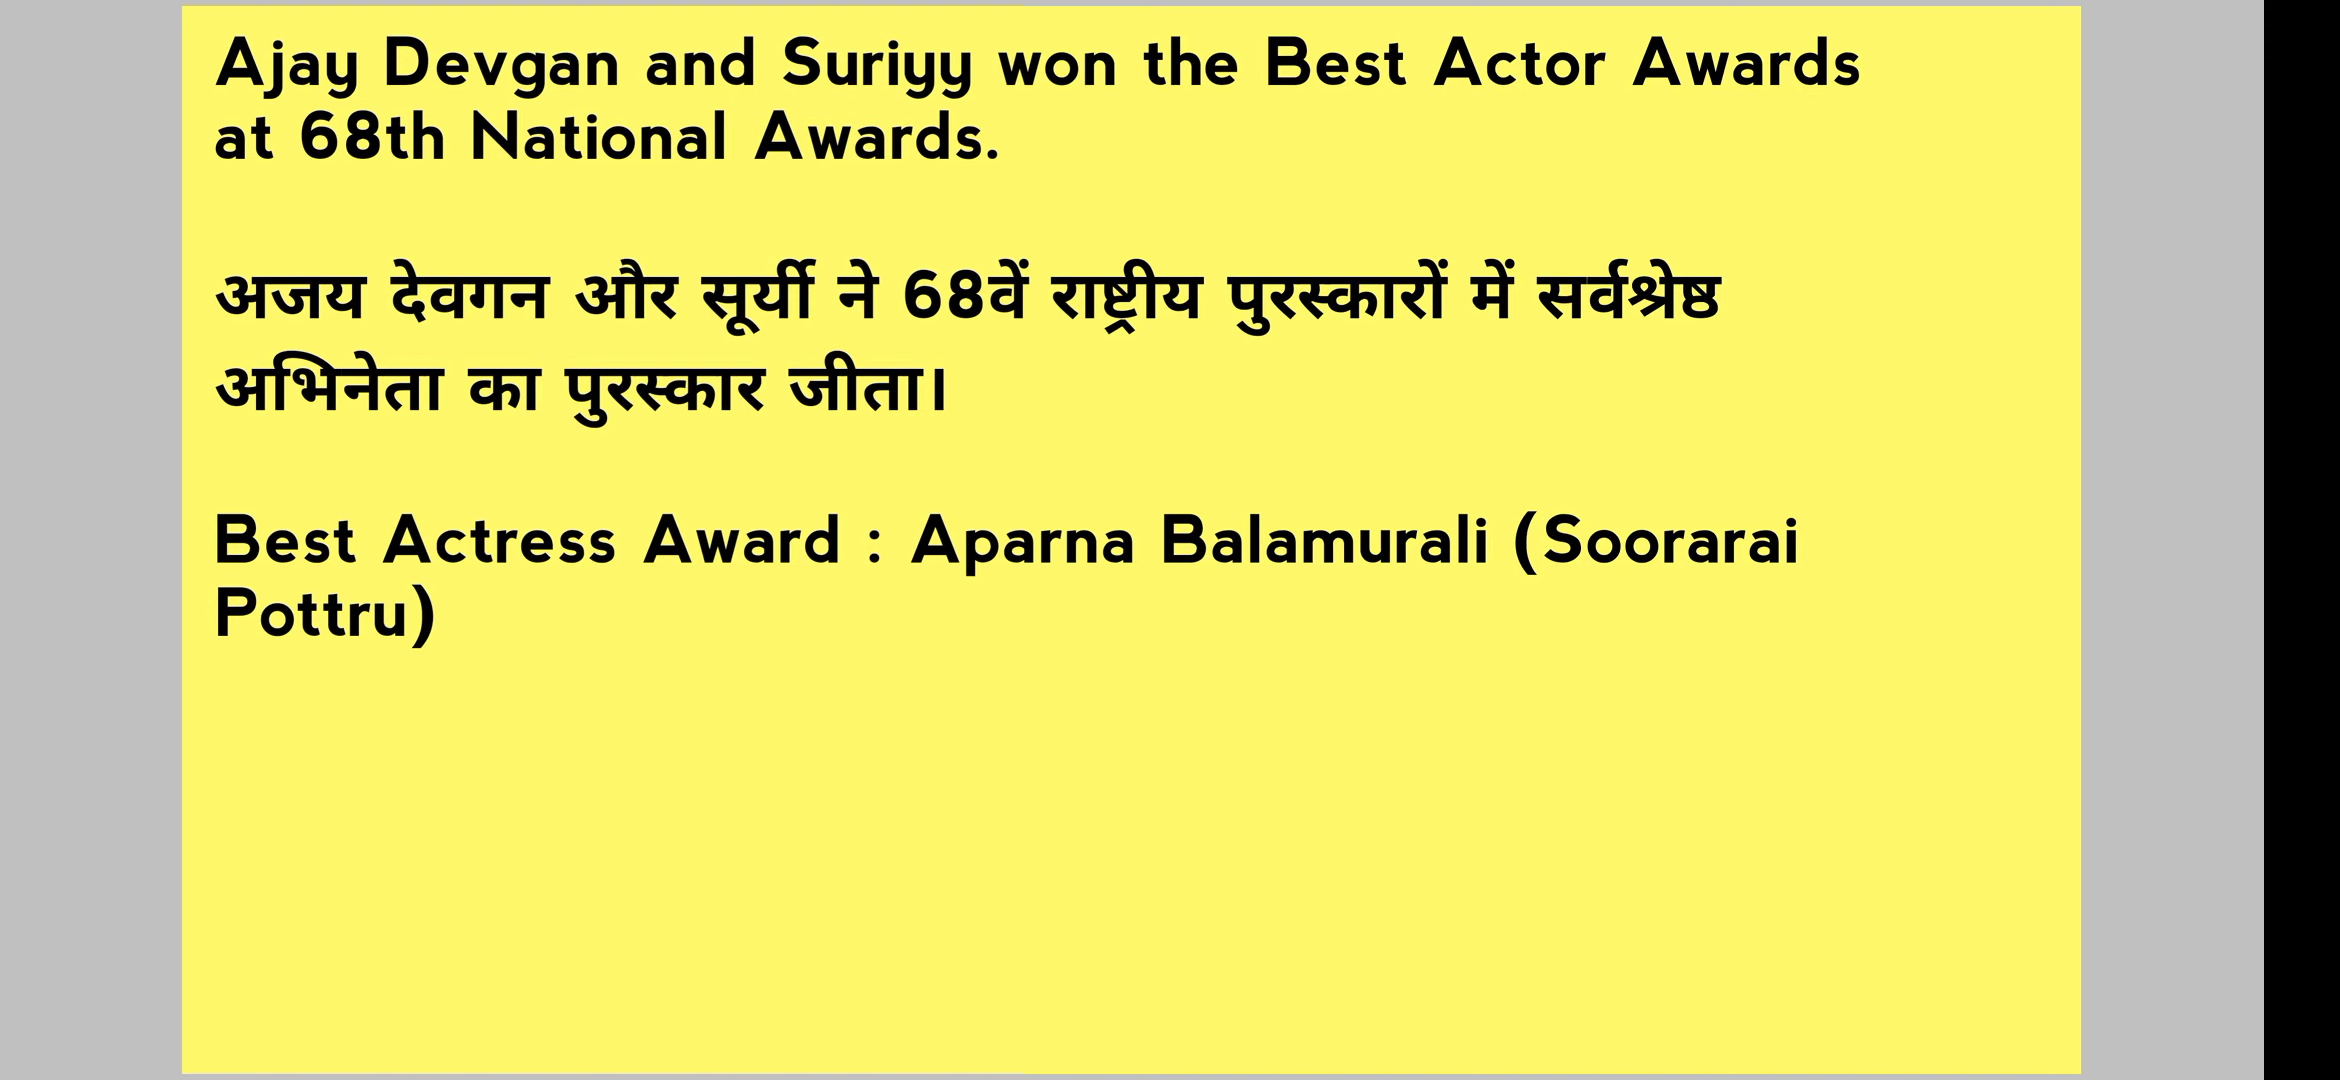 Ajay Devgan and Suriyy won the Best Actor Awards
at 68th National Awards.
अजय देवगन और सूर्यी ने 68वें राष्ट्रीय पुरस्कारों में सर्वश्रेष्ठ
अभिनेता का पुरस्कार जीता।
Best Actress Award : Aparna Balamurali (Soorarai
Pottru)